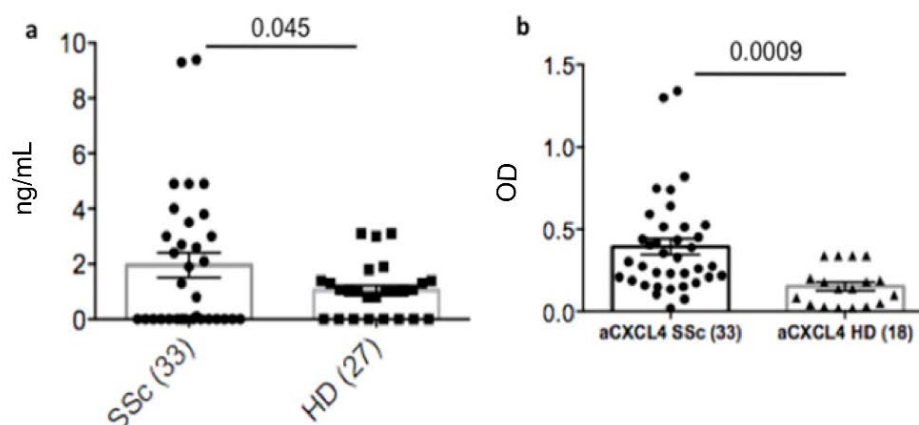 a
0.045
10
8
6
4
2
0
ng/mL
SSc (33)
HD (27)
b
0.0009
1.5
1.0
0.5
0.0
OD
aCXCL4 SSc (33)
aCXCL4 HD (18)